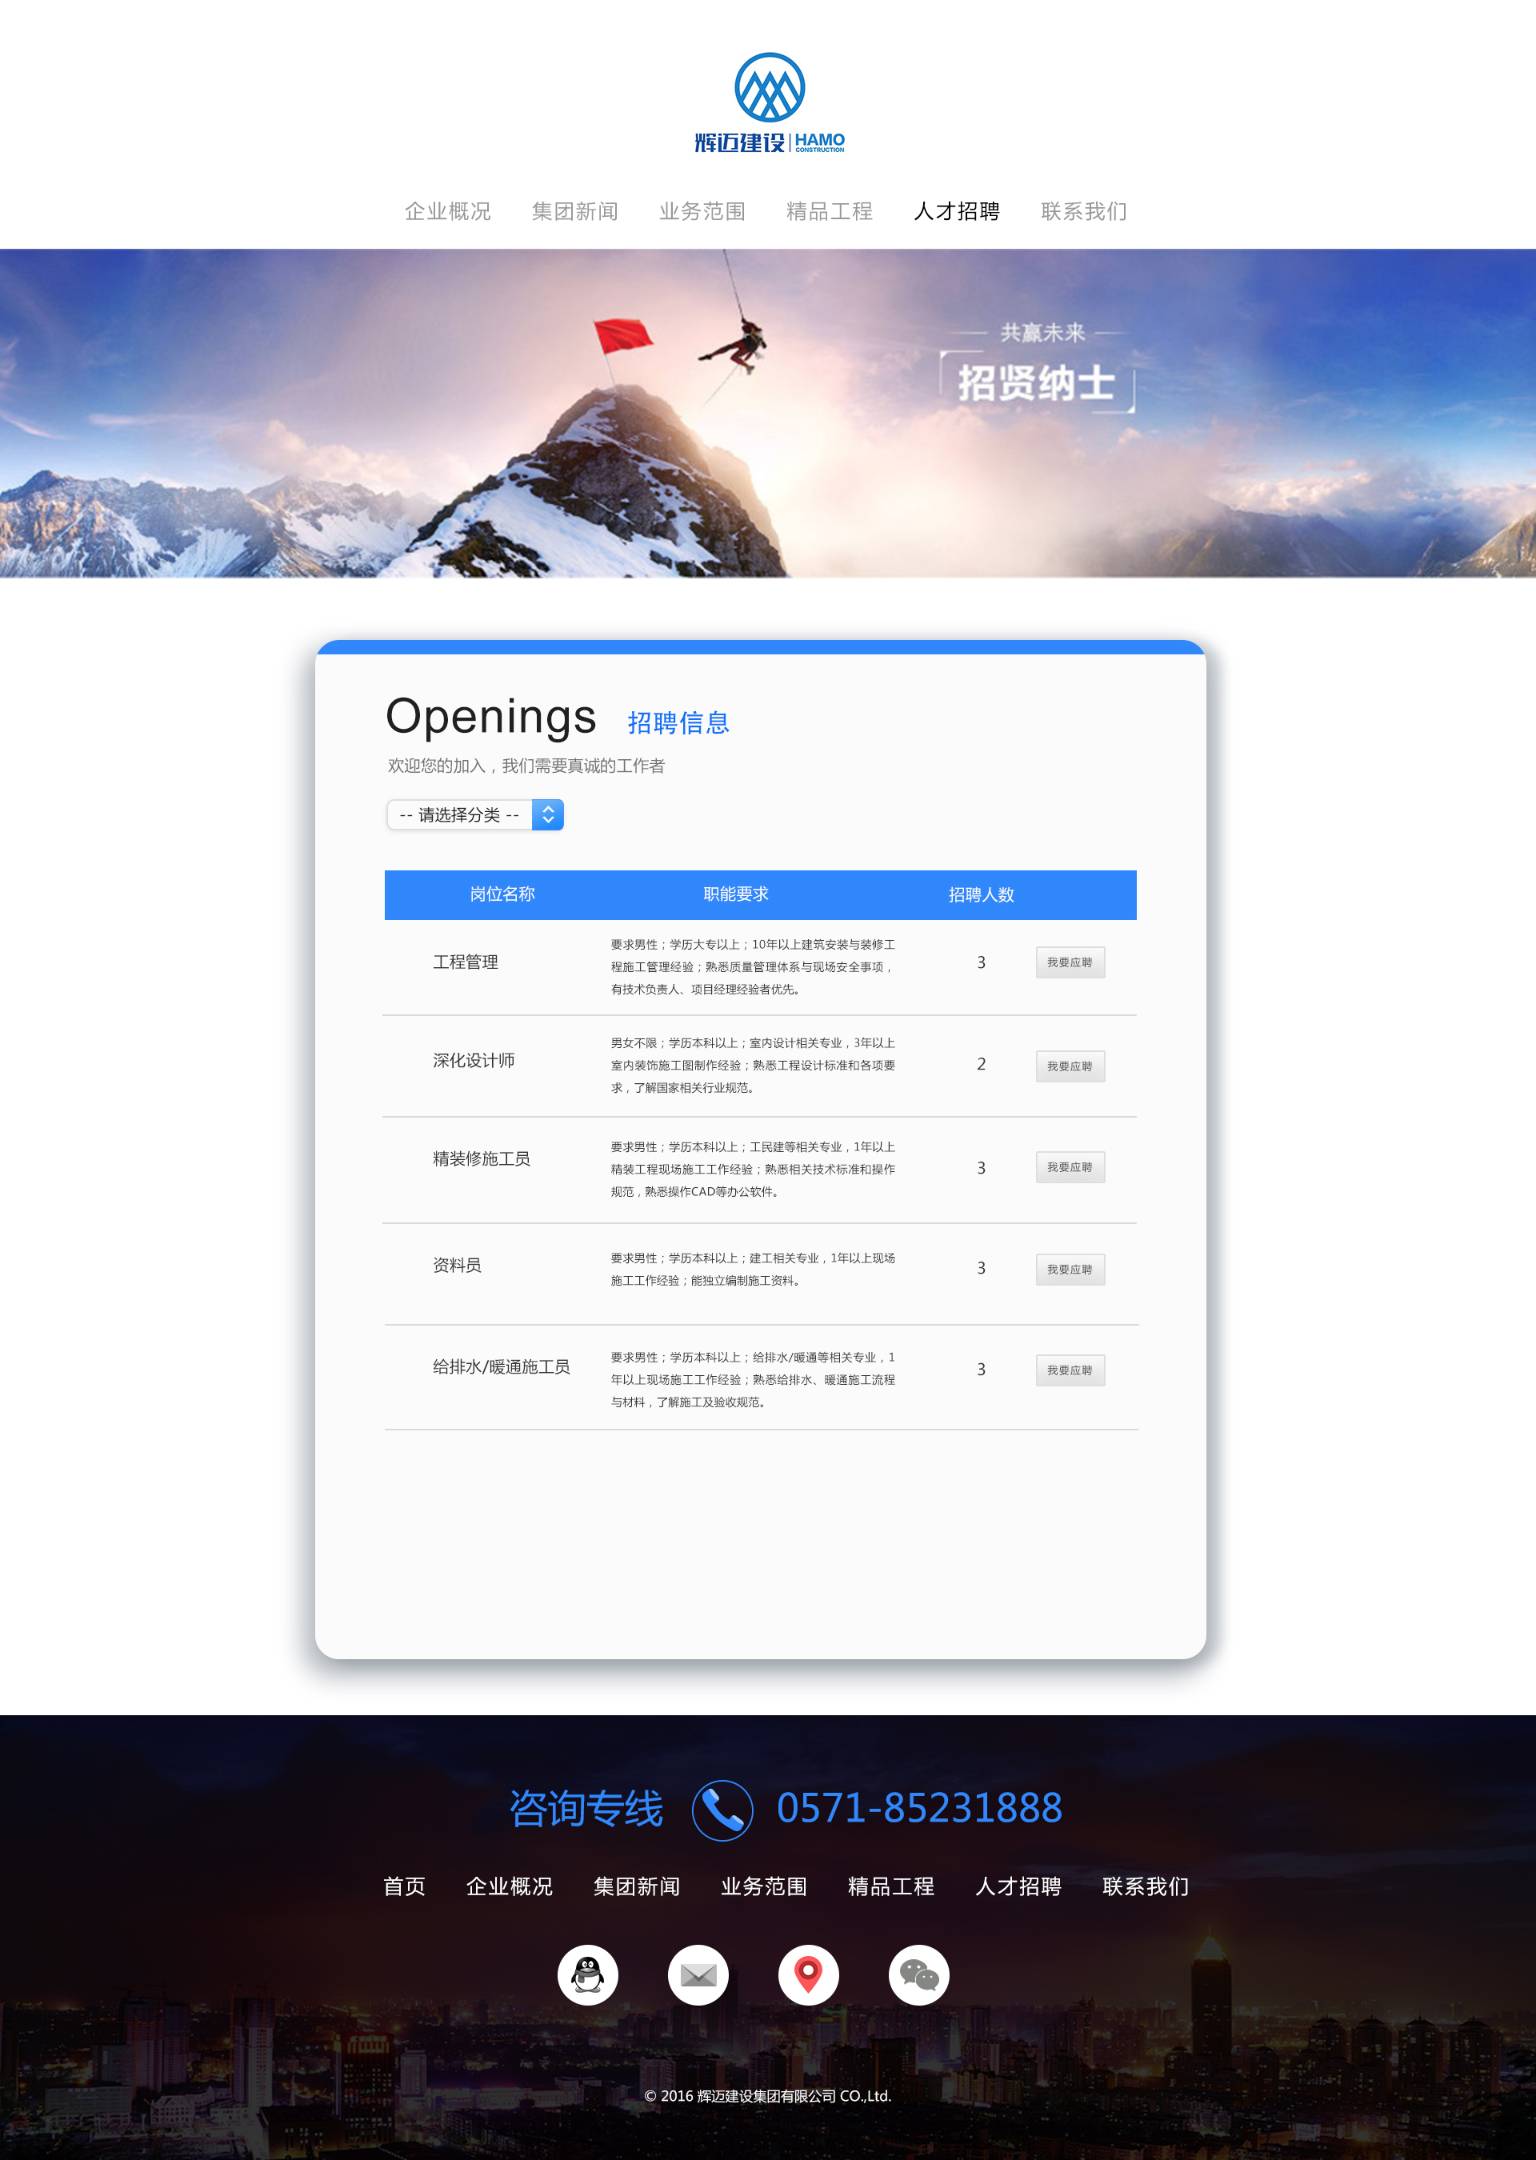 辉迈建设 HAMO
CONSTRUCTION
企业概况 集团新闻 业务范围 精品工程 人才招聘 联系我们
共赢未来
招贤纳士
Openings 招聘信息
欢迎您的加入，我们需要真诚的工作者
-- 请选择分类 --
岗位名称 职能要求 招聘人数
工程管理
要求男性；学历大专以上；10年以上建筑安装与装修工
程施工管理经验；熟悉质量管理体系与现场安全事项，
有技术负责人、项目经理经验者优先。
3 我要应聘
深化设计师
男女不限；学历本科以上；室内设计相关专业，3年以上
室内装饰施工图制作经验；熟悉工程设计标准和各项要
求，了解国家相关行业规范。
2 我要应聘
精装修施工员
要求男性；学历本科以上；工民建等相关专业，1年以上
精装工程现场施工工作经验；熟悉相关技术标准和操作
规范，熟悉操作CAD等办公软件。
3 我要应聘
资料员
要求男性；学历本科以上；建工相关专业，1年以上现场
施工工作经验；能独立编制施工资料。
3 我要应聘
给排水/暖通施工员
要求男性；学历本科以上；给排水/暖通等相关专业，1
年以上现场施工工作经验；熟悉给排水、暖通施工流程
与材料，了解施工及验收规范。
3 我要应聘
咨询专线 0571-85231888
首页 企业概况 集团新闻 业务范围 精品工程 人才招聘 联系我们
© 2016 辉迈建设集团有限公司 CO.,Ltd.